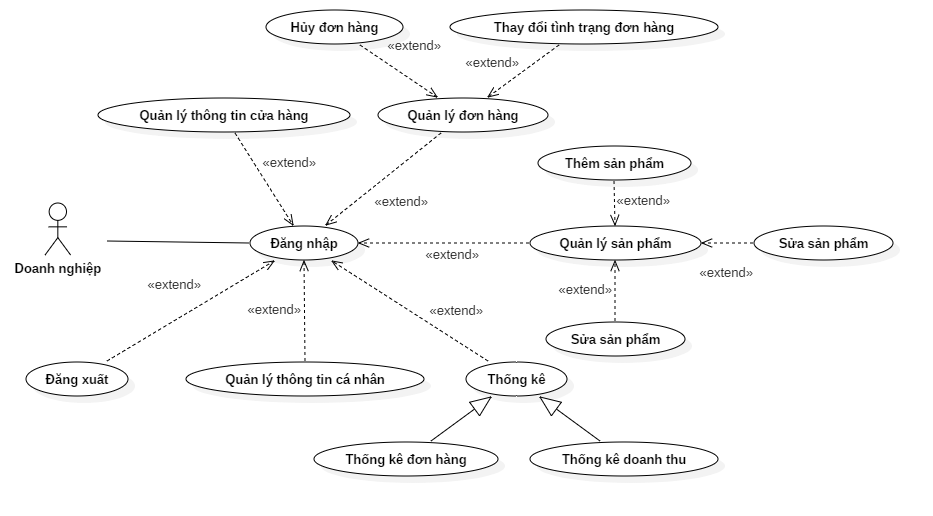 Hủy đơn hàng
Thay đổi tình trạng đơn hàng
«extend»
«extend»
Quản lý thông tin cửa hàng
Quản lý đơn hàng
«extend»
Thêm sản phẩm
«extend»
«extend»
Đăng nhập
Quản lý sản phẩm
Sửa sản phẩm
«extend»
Doanh nghiệp
«extend»
«extend»
«extend»
«extend»
«extend»
Sửa sản phẩm
Đăng xuất
Quản lý thông tin cá nhân
Thống kê
Thống kê đơn hàng
Thống kê doanh thu